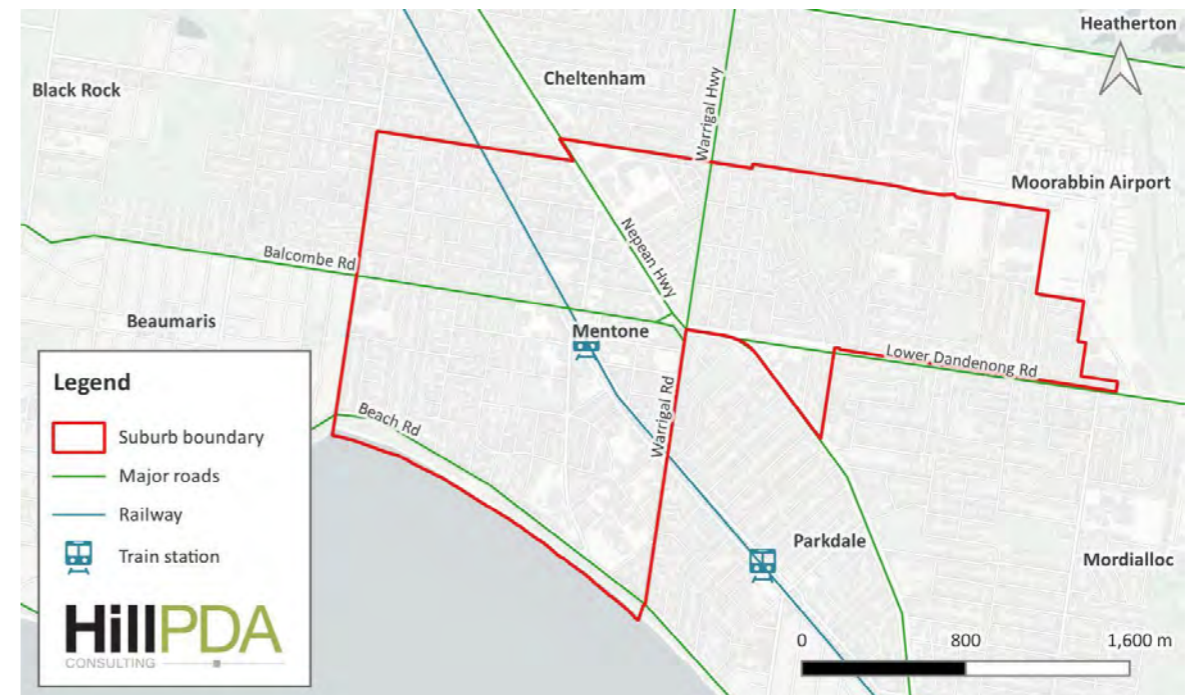 Heatherton
Cheltenham
Black Rock
Warrigal Hwy
Moorabbin Airport
Nepean Hwy
Balcombe Rd
Beaumaris
Mentone
Lower Dandenong Rd
Legend
Suburb boundary
Major roads
Railway
Train station
Beach Rd
Warrigal Rd
Parkdale
Mordialloc
HillPDA
CONSULTING
0 800 1,600 m